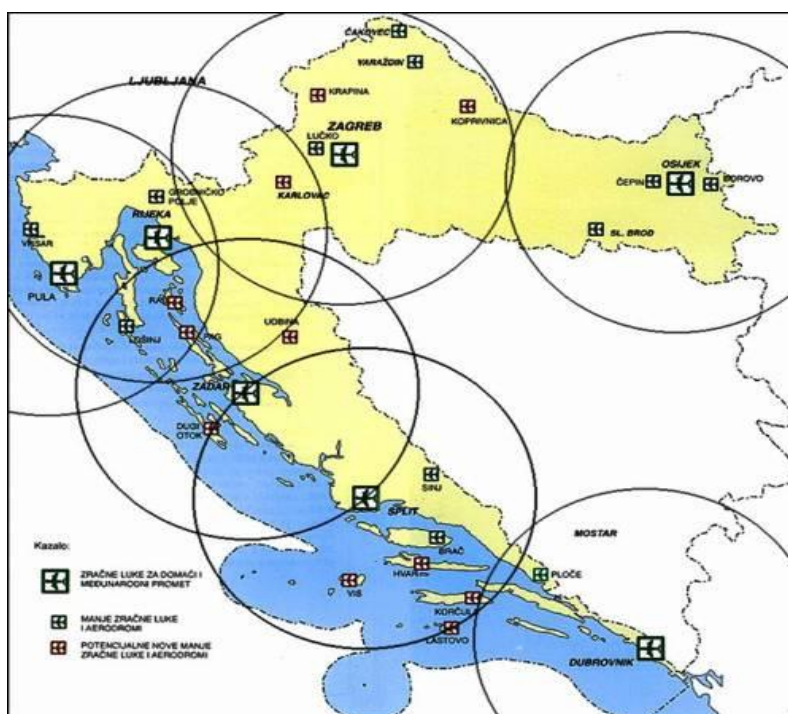 ČAKOVEC
VARAŽDIN
LJUBLJANA
KRAPINA
KOPRIVNICA
ZAGREB
LUČKO
OSIJEK
ČEPIN
BOROVO
KARLOVAC
GROBNIČKO
POLJE
RIJEKA
VRSAR
SL. BROD
PULA
RAB
LOŠINJ
PAG
UDBINA
ZADAR
DUGI
OTOK
SINJ
SPLIT
MOSTAR
BRAČ
Kazalo:
HVAR
PLOČE
ZRAČNE LUKE ZA DOMAĆI I
MEĐUNARODNI PROMET
VIS
KORČULA
MANJE ZRAČNE LUKE
I AERODROMI
LASTOVO
POTENCIJALNE NOVE MANJE
ZRAČNE LUKE I AERODROMI
DUBROVNIK